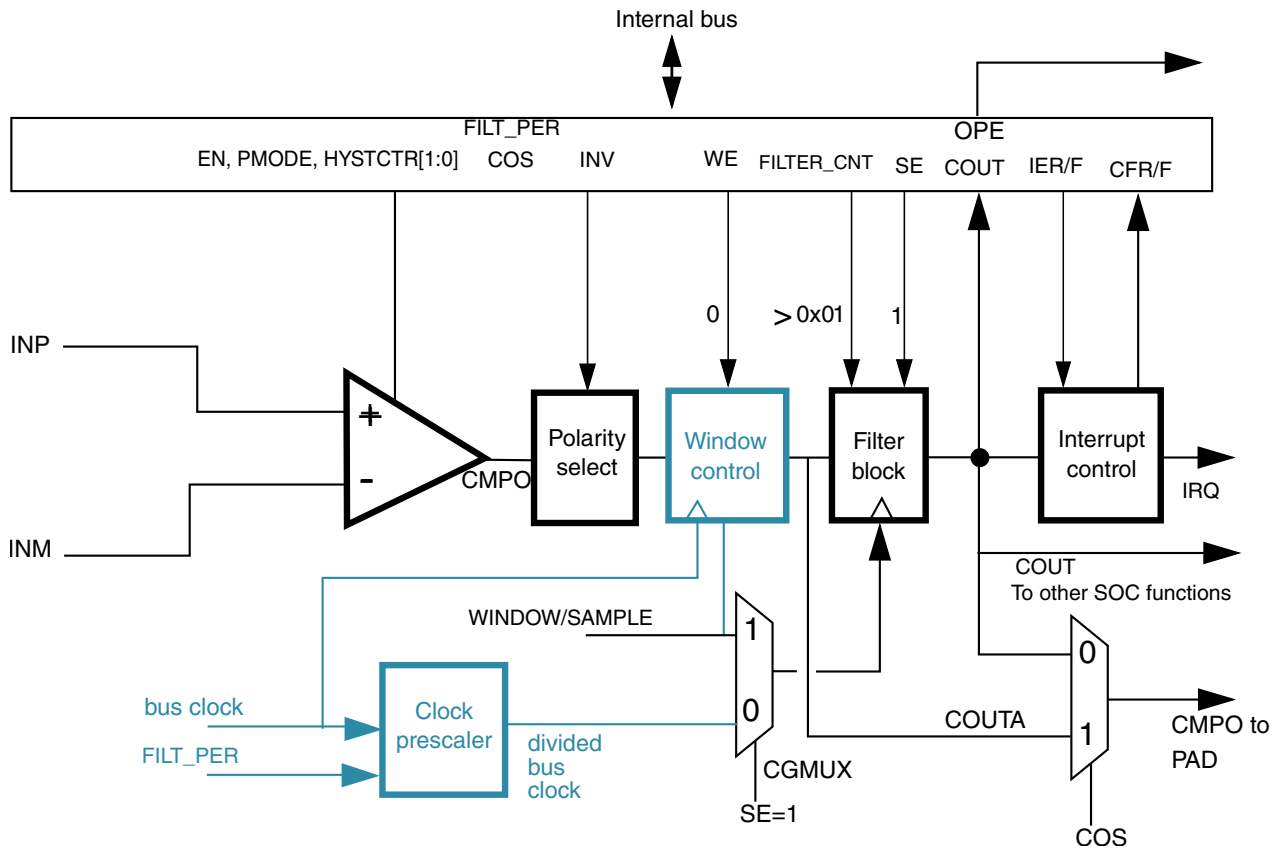 Internal bus
FILT_PER
OPE
EN, PMODE, HYSTCTR[1:0]
COS
INV
WE
FILTER_CNT
SE
COUT
IER/F
CFR/F
0
> 0x01
1
INP
+
-
INM
CMPO
Polarity
select
Window
control
Filter
block
Interrupt
control
IRQ
COUT
To other SOC functions
WINDOW/SAMPLE
1
0
CGMUX
SE=1
bus clock
FILT_PER
Clock
prescaler
divided
bus
clock
COUTA
0
1
CMPO to
PAD
COS